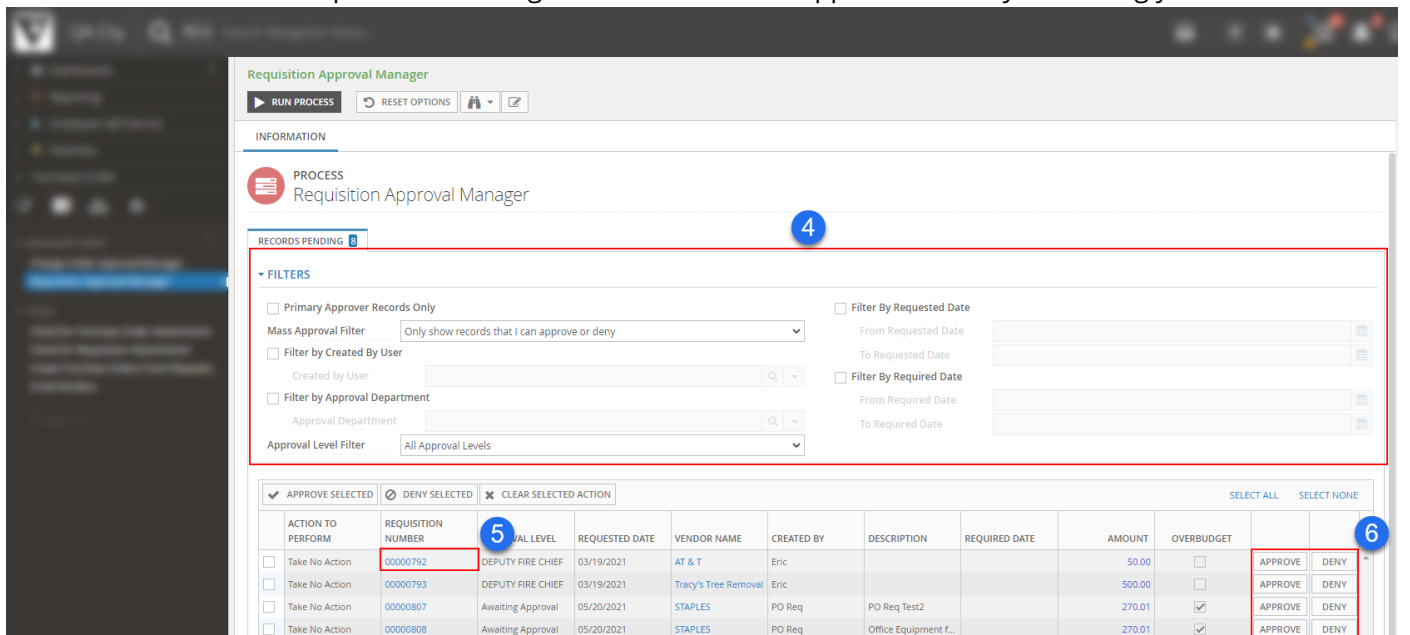 Requisition Approval Manager
RUN PROCESS RESET OPTIONS
INFORMATION
PROCESS
Requisition Approval Manager
4
RECORDS PENDING 8
FILTERS
Primary Approver Records Only Filter By Requested Date
Mass Approval Filter Only show records that I can approve or deny From Requested Date
Filter by Created By User To Requested Date
Created by User Filter By Required Date
Filter by Approval Department From Required Date
Approval Department To Required Date
Approval Level Filter All Approval Levels
APPROVE SELECTED DENY SELECTED CLEAR SELECTED ACTION SELECT ALL SELECT NONE
ACTION TO PERFORM REQUISITION NUMBER 5 VAL LEVEL REQUESTED DATE VENDOR NAME CREATED BY DESCRIPTION REQUIRED DATE AMOUNT OVERBUDGET 6
Take No Action 00000792 DEPUTY FIRE CHIEF 03/19/2021 AT & T Eric 50.00 APPROVE DENY
Take No Action 00000793 DEPUTY FIRE CHIEF 03/19/2021 Tracy's Tree Removal Eric 500.00 APPROVE DENY
Take No Action 00000807 Awaiting Approval 05/20/2021 STAPLES PO Req PO Req Test2 270.01 APPROVE DENY
Take No Action 00000808 Awaiting Approval 05/20/2021 STAPLES PO Req Office Equipment f... 270.01 APPROVE DENY